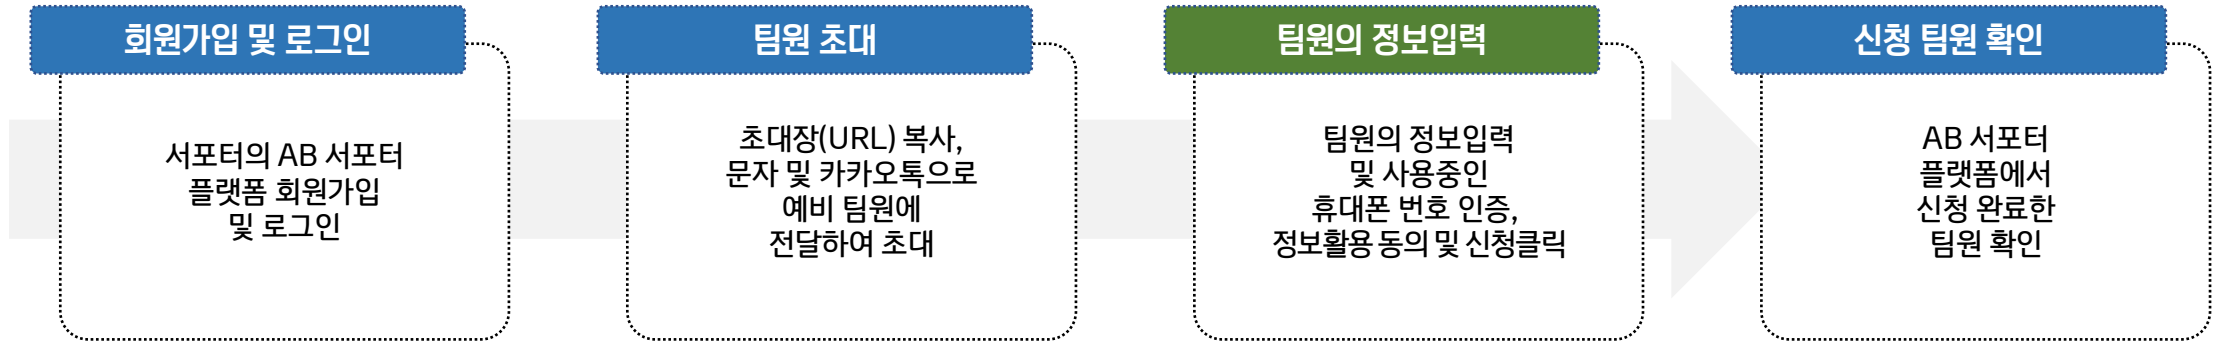 회원가입 및 로그인
서포터의 AB 서포터
플랫폼 회원가입
및 로그인
팀원 초대
초대장(URL) 복사,
문자 및 카카오톡으로
예비 팀원에
전달하여 초대
팀원의 정보입력
팀원의 정보입력
및 사용중인
휴대폰 번호 인증,
정보활용 동의 및 신청클릭
신청 팀원 확인
AB 서포터
플랫폼에서
신청 완료한
팀원 확인